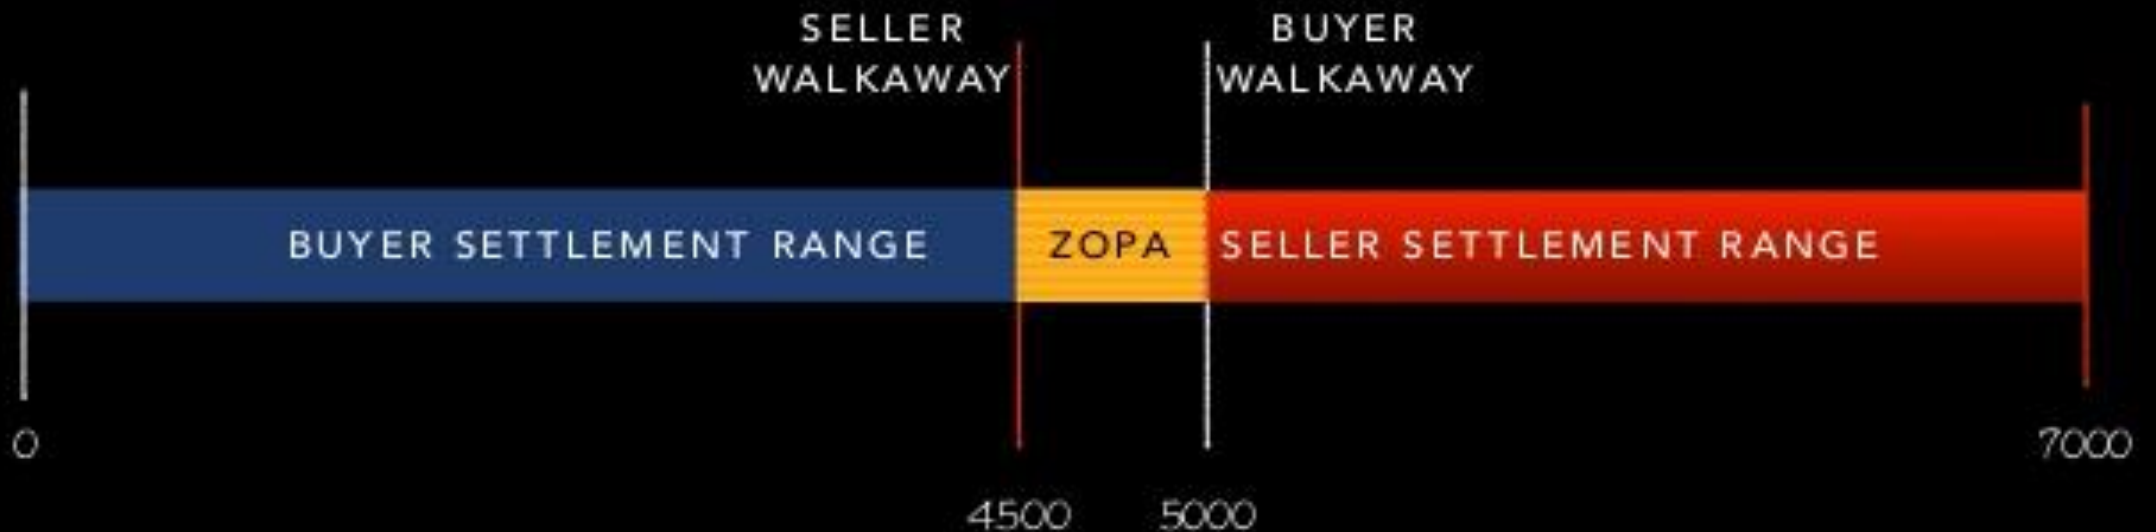 SELLER
WALKAWAY
BUYER
WALKAWAY
BUYER SETTLEMENT RANGE
ZOPA
SELLER SETTLEMENT RANGE
0
7000
4500
5000